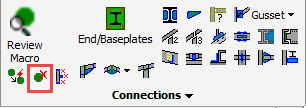 Review
Macro
End/Baseplates
Gusset
Connections